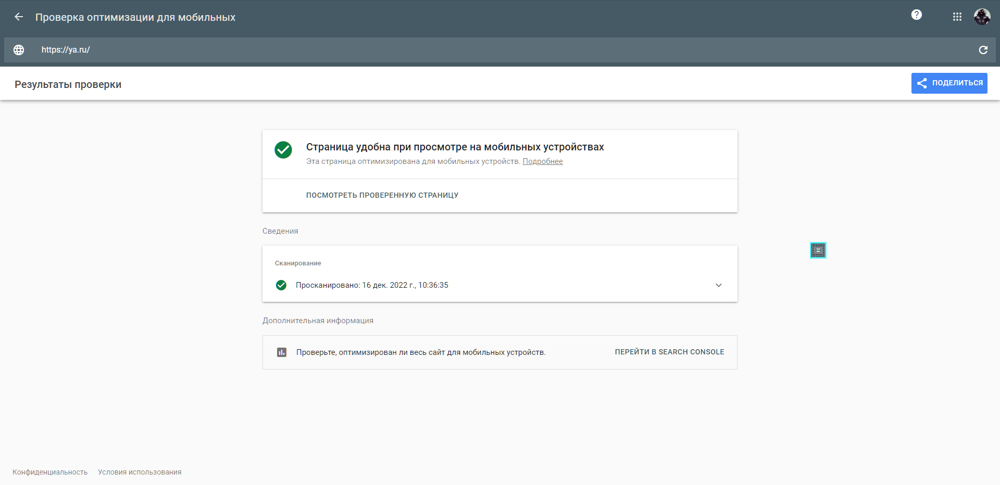 Проверка оптимизации для мобильных
https://ya.ru/
Результаты проверки
ПОДЕЛИТЬСЯ
Страница удобна при просмотре на мобильных устройствах
Эта страница оптимизирована для мобильных устройств. Подробнее
ПОСМОТРЕТЬ ПРОВЕРЕННУЮ СТРАНИЦУ
Сведения
Сканирование
Просканировано: 16 дек. 2022 г., 10:36:35
Дополнительная информация
Проверьте, оптимизирован ли весь сайт для мобильных устройств.
ПЕРЕЙТИ В SEARCH CONSOLE
Конфиденциальность Условия использования